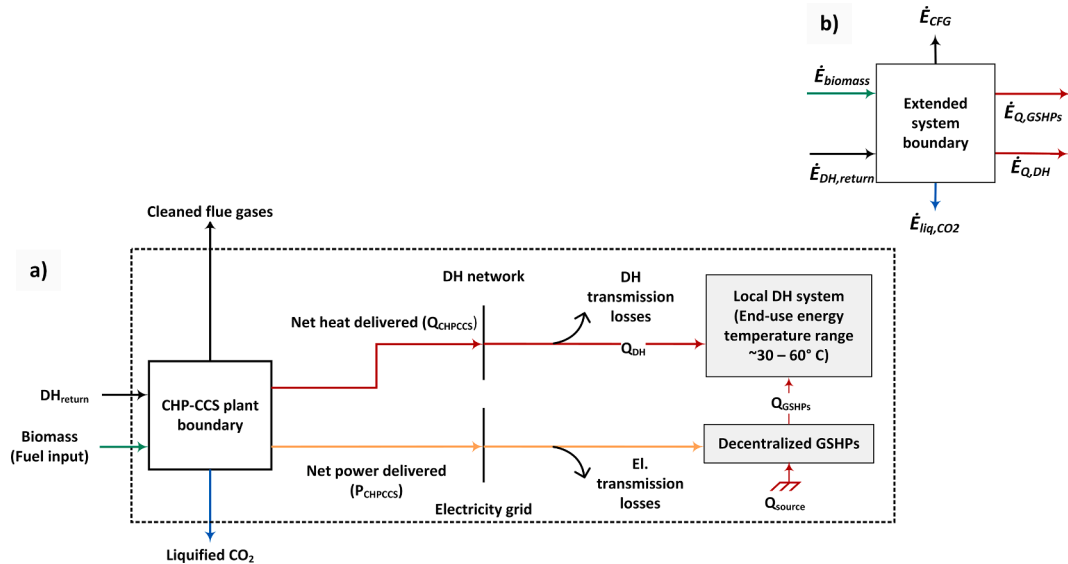 b)
Ė_CFG
Ė_biomass
Extended
system
boundary
Ė_Q,GSHPs
Ė_DH,return
Ė_Q,DH
Ė_liq,CO2
Cleaned flue gases
a)
DH network
DH
transmission
losses
Local DH system
(End-use energy
temperature range
~30 – 60° C)
Net heat delivered (Q_CHPCCS)
Q_DH
DH_return
CHP-CCS plant
boundary
Q_GSHPs
Biomass
(Fuel input)
Decentralized GSHPs
Net power delivered
(P_CHPCCS)
El.
transmission
losses
Q_source
Electricity grid
Liquified CO₂